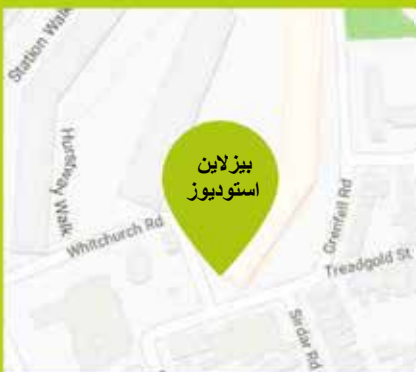 Station Walk
Hurstway Walk
Whitchurch Rd
بيزلاين
استوديوز
Grenfell Rd
Treadgold St
Sirdar Rd